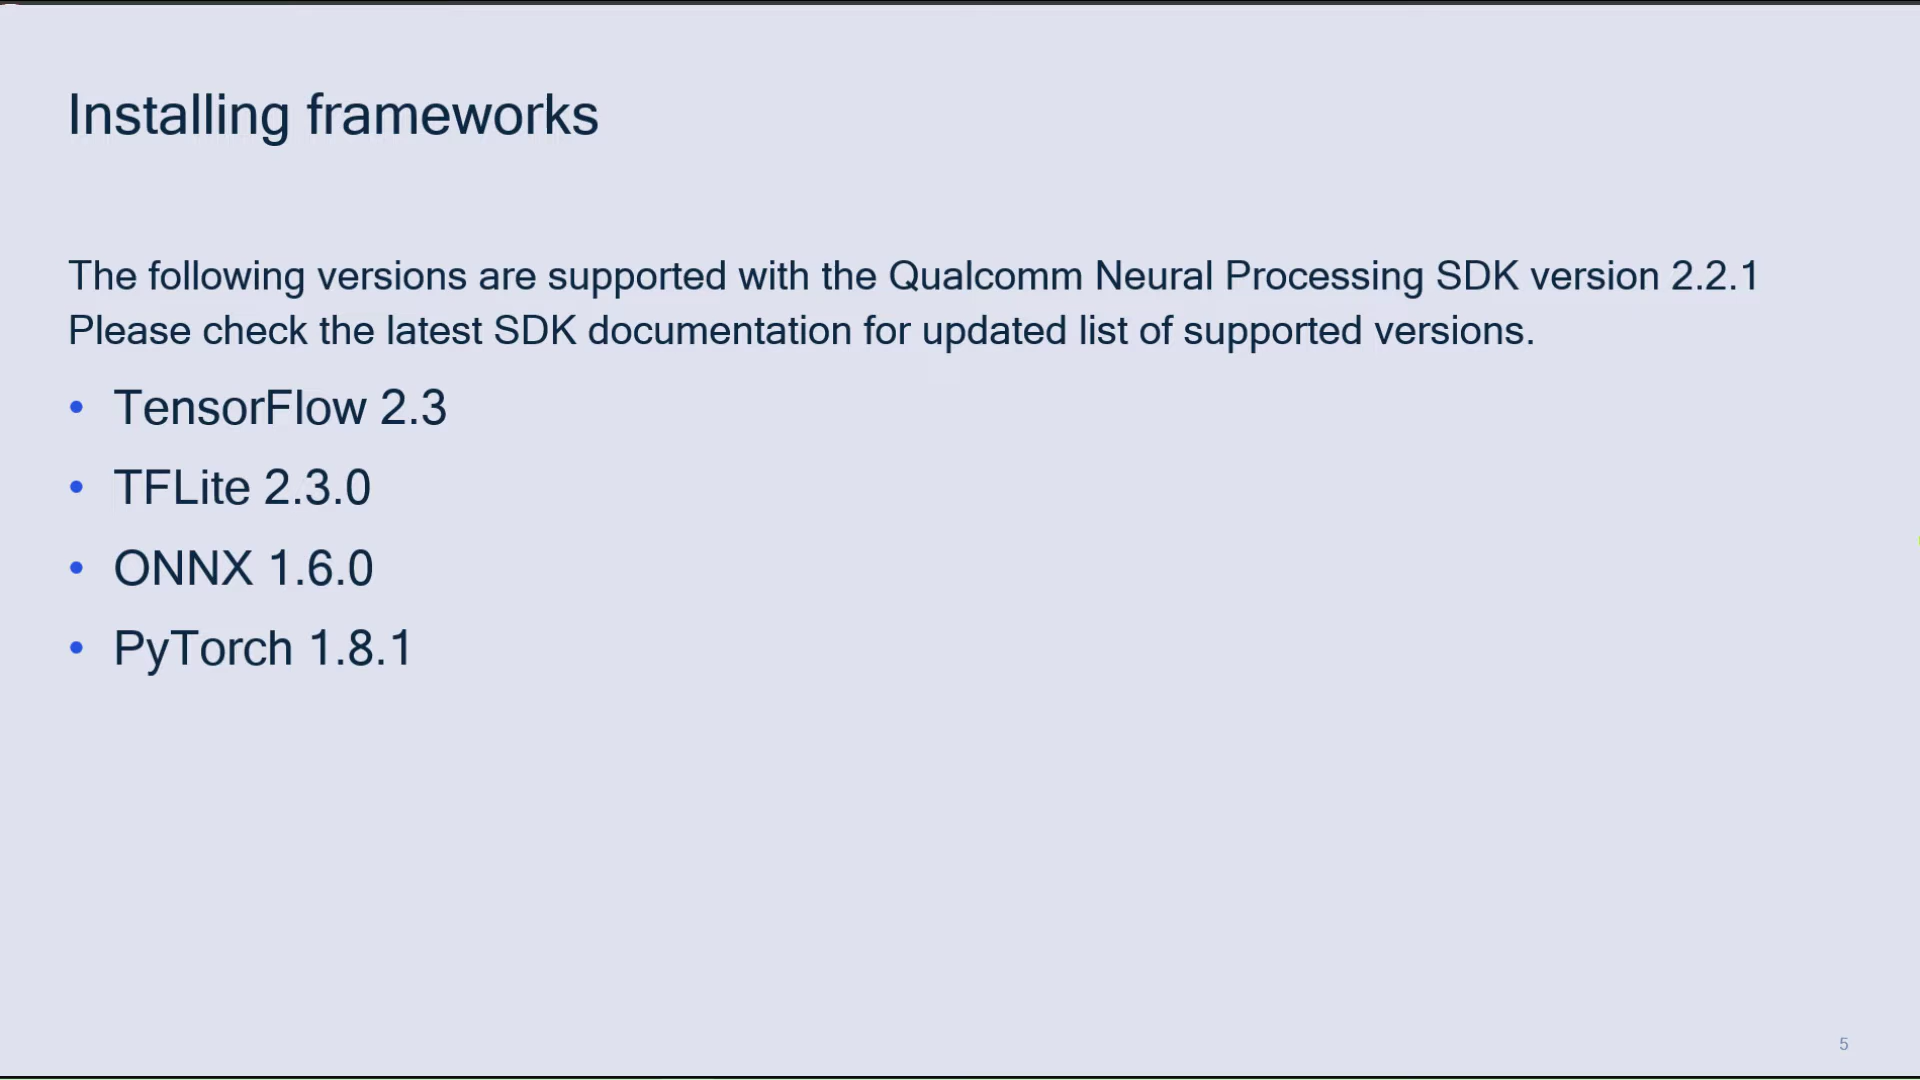 Installing frameworks
The following versions are supported with the Qualcomm Neural Processing SDK version 2.2.1
Please check the latest SDK documentation for updated list of supported versions.
• TensorFlow 2.3
• TFLite 2.3.0
• ONNX 1.6.0
• PyTorch 1.8.1
5